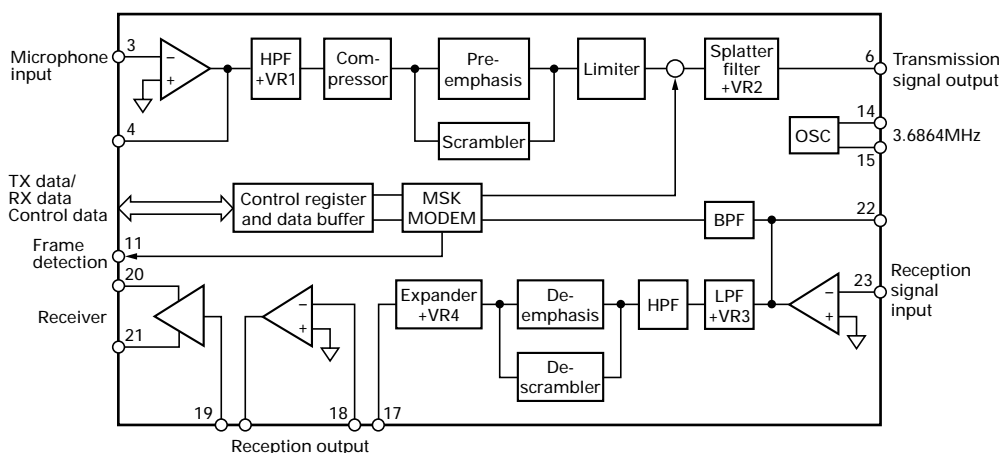 Microphone
input
3
−
+
4
HPF
+VR1
Com-
pressor
Pre-
emphasis
Scrambler
Limiter
Splatter
filter
+VR2
6
Transmission
signal output
OSC
14
3.6864MHz
15
TX data/
RX data
Control data
Control register
and data buffer
MSK
MODEM
BPF
22
Frame
detection
11
20
Receiver
21
−
+
Expander
+VR4
De-
emphasis
De-
scrambler
HPF
LPF
+VR3
−
+
23
Reception
signal
input
19
18
17
Reception output